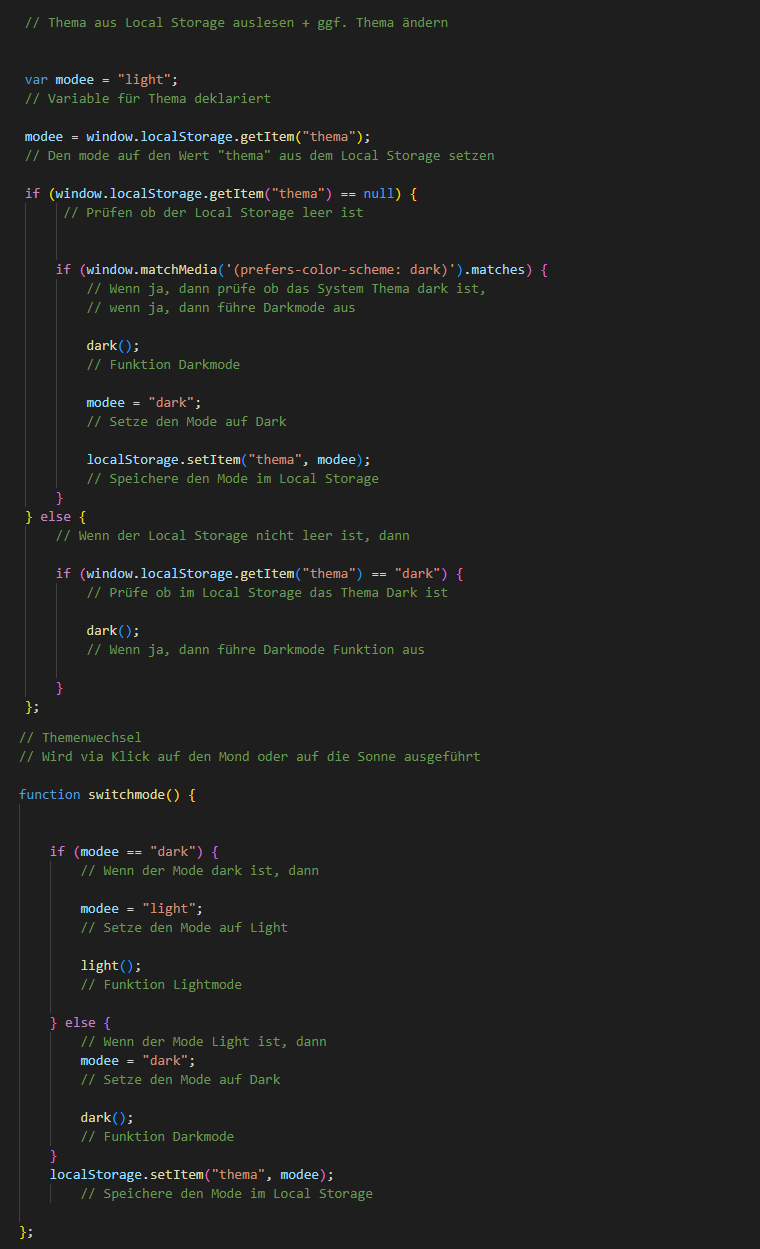 // Thema aus Local Storage auslesen + ggf. Thema ändern
var modee = "light";
// Variable für Thema deklariert
modee = window.localStorage.getItem("thema");
// Den mode auf den Wert "thema" aus dem Local Storage setzen
if (window.localStorage.getItem("thema") == null) {
// Prüfen ob der Local Storage leer ist
if (window.matchMedia('(prefers-color-scheme: dark)').matches) {
// Wenn ja, dann prüfe ob das System Thema dark ist,
// wenn ja, dann führe Darkmode aus
dark();
// Funktion Darkmode
modee = "dark";
// Setze den Mode auf Dark
localStorage.setItem("thema", modee);
// Speichere den Mode im Local Storage
}
} else {
// Wenn der Local Storage nicht leer ist, dann
if (window.localStorage.getItem("thema") == "dark") {
// Prüfe ob im Local Storage das Thema Dark ist
dark();
// Wenn ja, dann führe Darkmode Funktion aus
}
};
// Themenwechsel
// Wird via Klick auf den Mond oder auf die Sonne ausgeführt
function switchmode() {
if (modee == "dark") {
// Wenn der Mode dark ist, dann
modee = "light";
// Setze den Mode auf Light
light();
// Funktion Lightmode
} else {
// Wenn der Mode Light ist, dann
modee = "dark";
// Setze den Mode auf Dark
dark();
// Funktion Darkmode
}
localStorage.setItem("thema", modee);
// Speichere den Mode im Local Storage
};